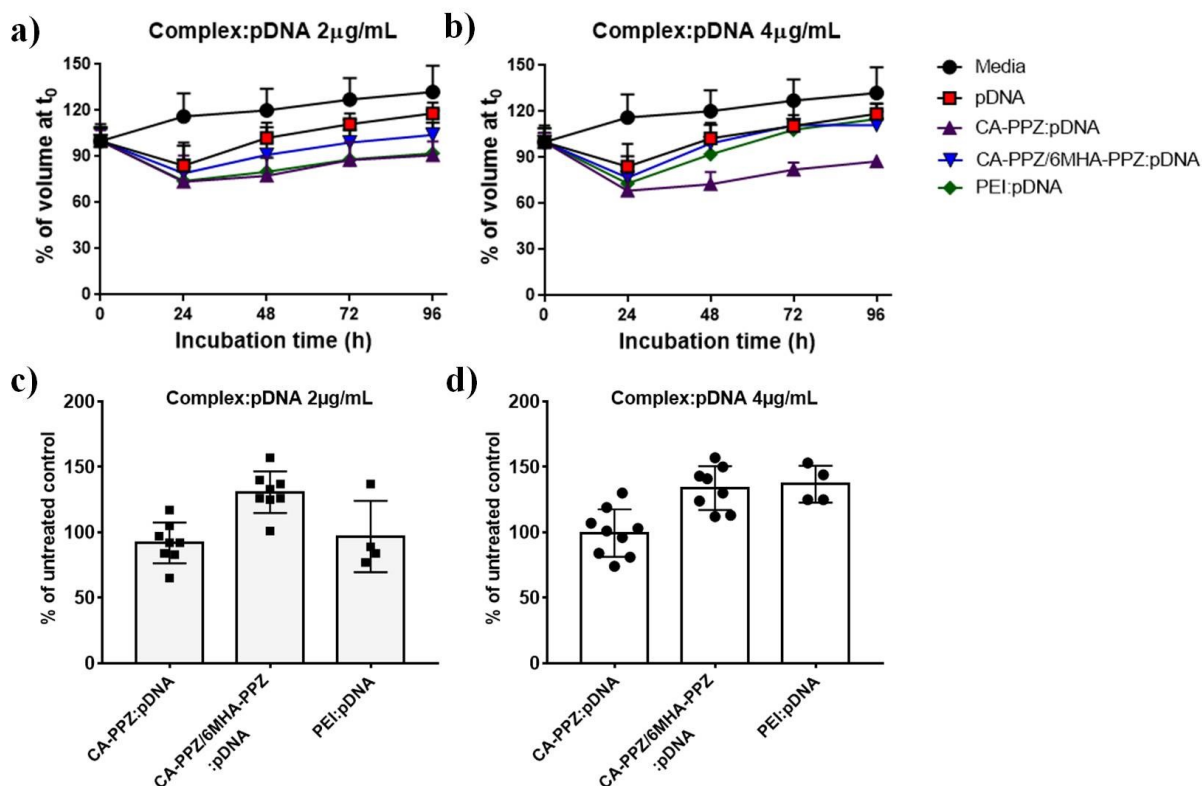 a)
Complex:pDNA 2μg/mL
% of volume at t0
150
120
90
60
30
0
0 24 48 72 96
Incubation time (h)
b)
Complex:pDNA 4μg/mL
% of volume at t0
150
120
90
60
30
0
0 24 48 72 96
Incubation time (h)
Media
pDNA
CA-PPZ:pDNA
CA-PPZ/6MHA-PPZ:pDNA
PEI:pDNA
c)
Complex:pDNA 2μg/mL
% of untreated control
200
150
100
50
0
CA-PPZ:pDNA
CA-PPZ/6MHA-PPZ
:pDNA
PEI:pDNA
d)
Complex:pDNA 4μg/mL
% of untreated control
200
150
100
50
0
CA-PPZ:pDNA
CA-PPZ/6MHA-PPZ
:pDNA
PEI:pDNA